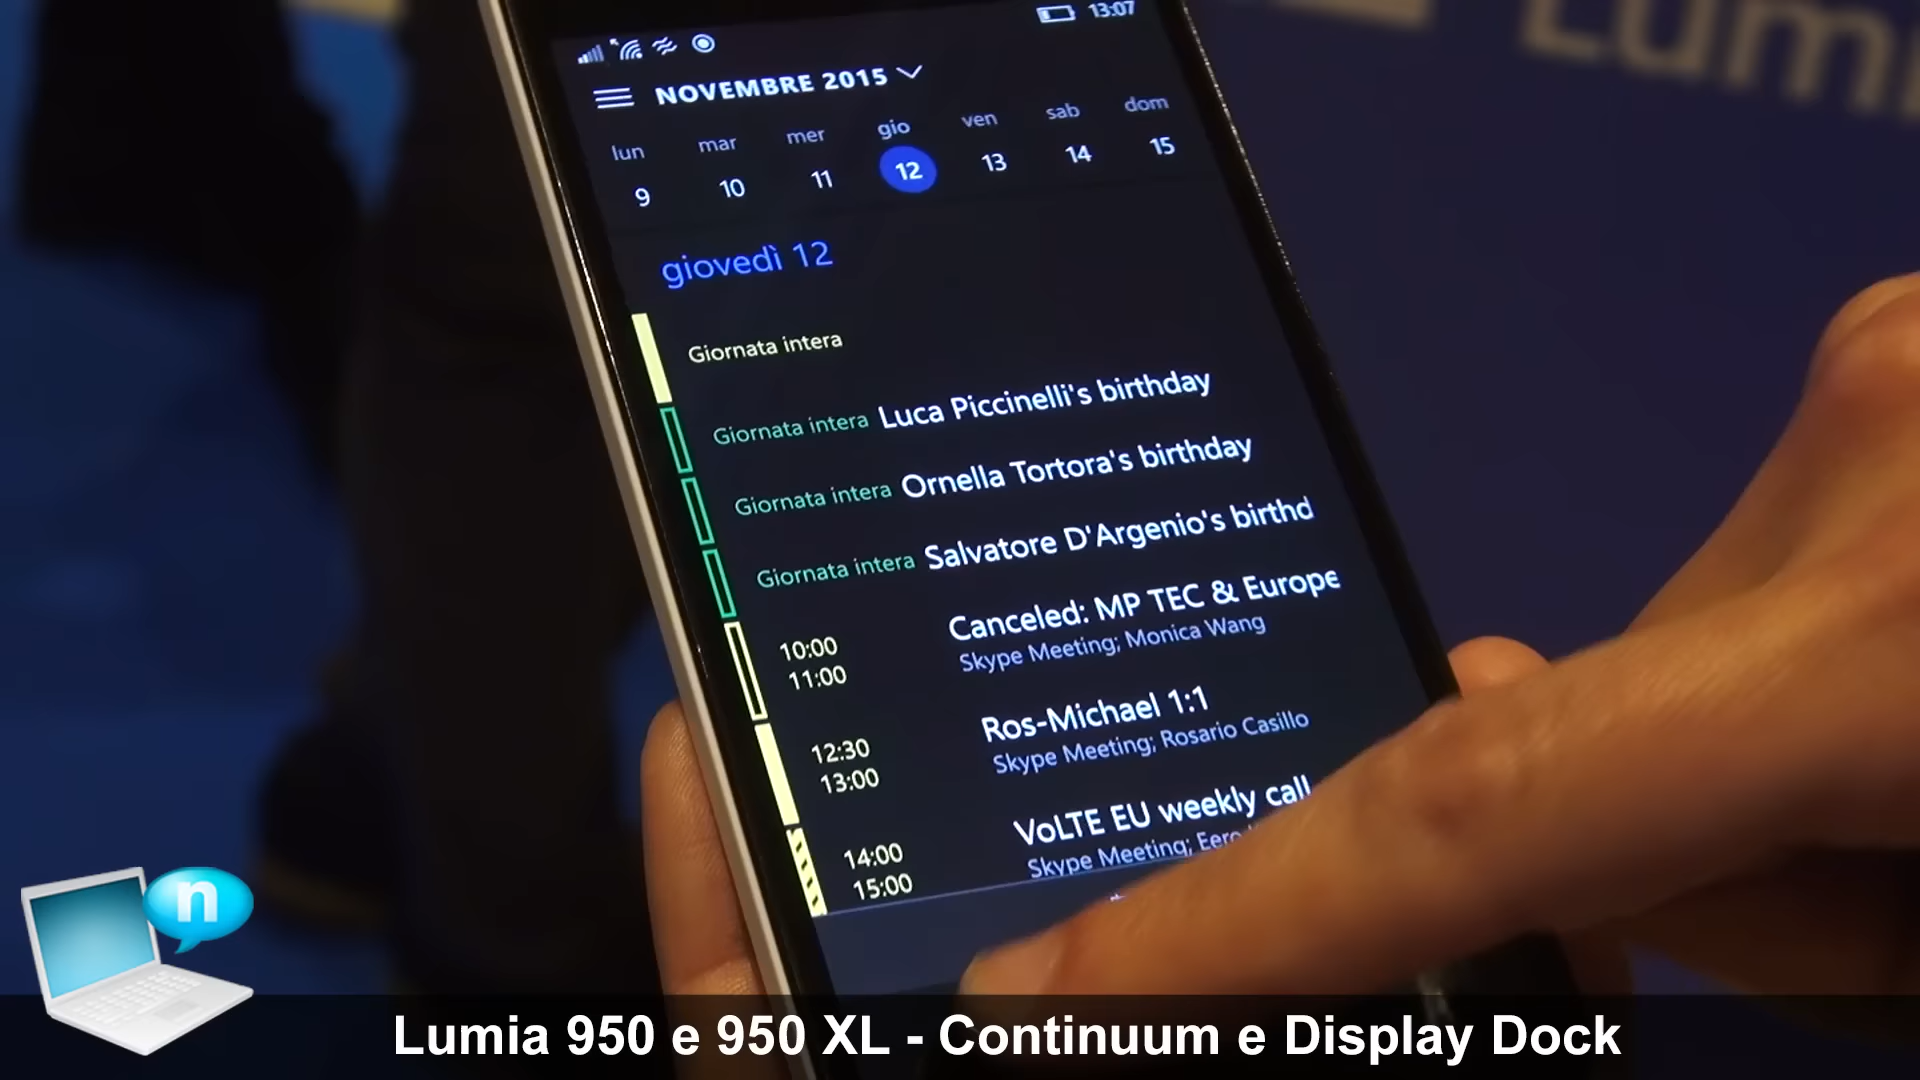 Lumi
13:07
NOVEMBRE 2015
lun mar mer gio ven sab dom
9 10 11 12 13 14 15
giovedì 12
Giornata intera
Giornata intera Luca Piccinelli's birthday
Giornata intera Ornella Tortora's birthday
Giornata intera Salvatore D'Argenio's birthd
10:00 Canceled: MP TEC & Europe
11:00 Skype Meeting; Monica Wang
12:30 Ros-Michael 1:1
13:00 Skype Meeting; Rosario Casillo
14:00 VoLTE EU weekly call
15:00 Skype Meeting; Eero
n
Lumia 950 e 950 XL - Continuum e Display Dock